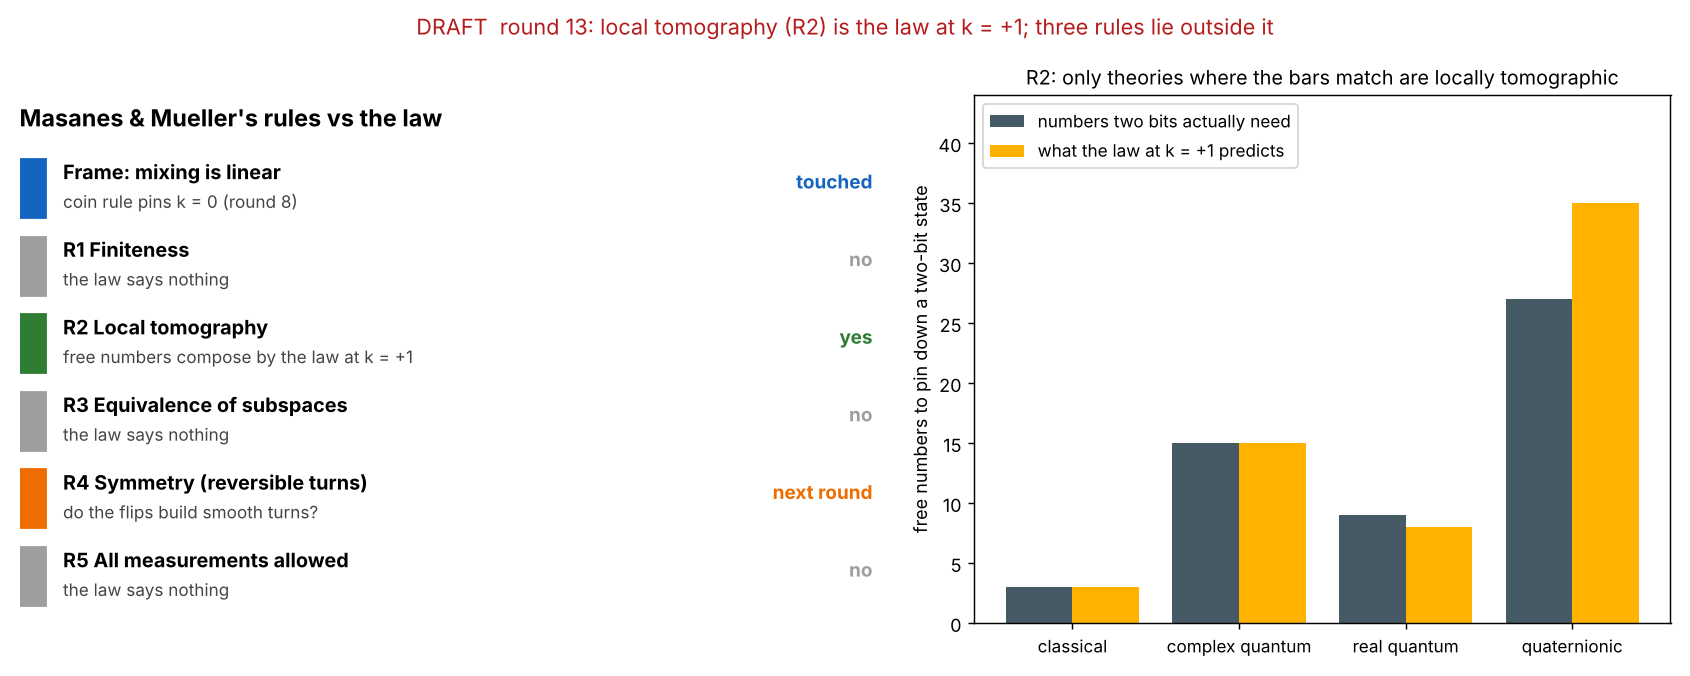 DRAFT  round 13: local tomography (R2) is the law at k = +1; three rules lie outside it
Masanes & Mueller's rules vs the law
Frame: mixing is linear
coin rule pins k = 0 (round 8)
touched
R1 Finiteness
the law says nothing
no
R2 Local tomography
free numbers compose by the law at k = +1
yes
R3 Equivalence of subspaces
the law says nothing
no
R4 Symmetry (reversible turns)
do the flips build smooth turns?
next round
R5 All measurements allowed
the law says nothing
no
R2: only theories where the bars match are locally tomographic
numbers two bits actually need
what the law at k = +1 predicts
free numbers to pin down a two-bit state
40
35
30
25
20
15
10
5
0
classical
complex quantum
real quantum
quaternionic